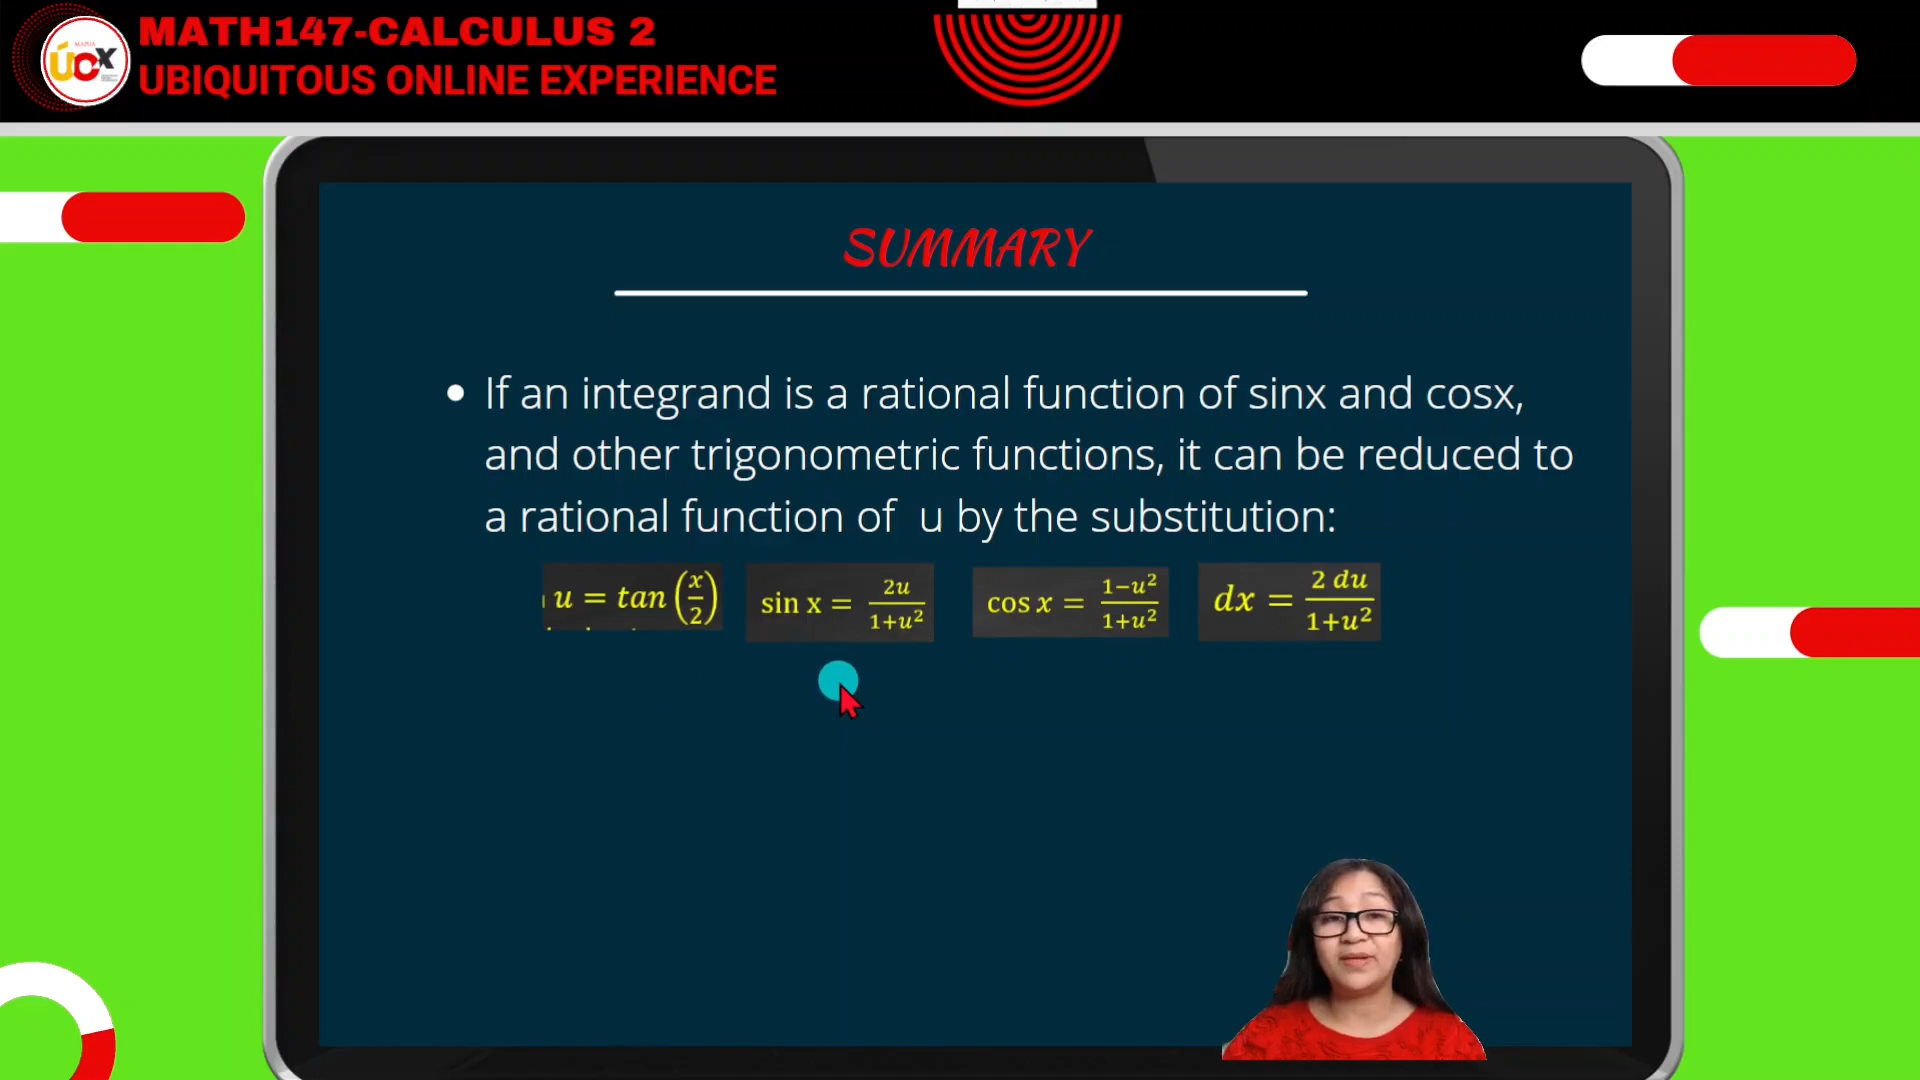 MATH147-CALCULUS 2
UBIQUITOUS ONLINE EXPERIENCE
MAPUA
ÚCX
SUMMARY
• If an integrand is a rational function of sinx and cosx,
and other trigonometric functions, it can be reduced to
a rational function of u by the substitution:
u = tan(x/2) sin x = 2u/(1+u²) cos x = (1−u²)/(1+u²) dx = 2 du/(1+u²)